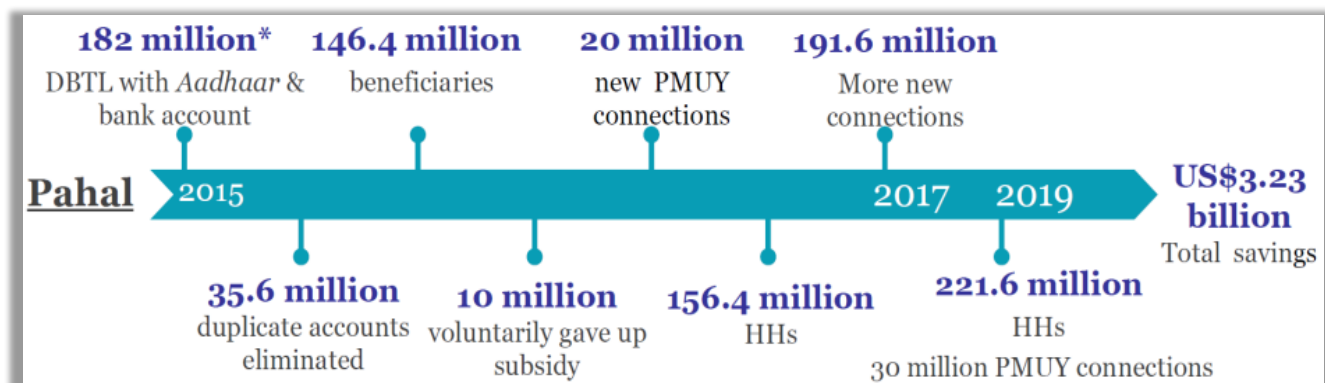 182 million*
DBTL with Aadhaar &
bank account
146.4 million
beneficiaries
20 million
new PMUY
connections
191.6 million
More new
connections
Pahal
2015
2017
2019
US$3.23
billion
Total savings
35.6 million
duplicate accounts
eliminated
10 million
voluntarily gave up
subsidy
156.4 million
HHs
221.6 million
HHs
30 million PMUY connections